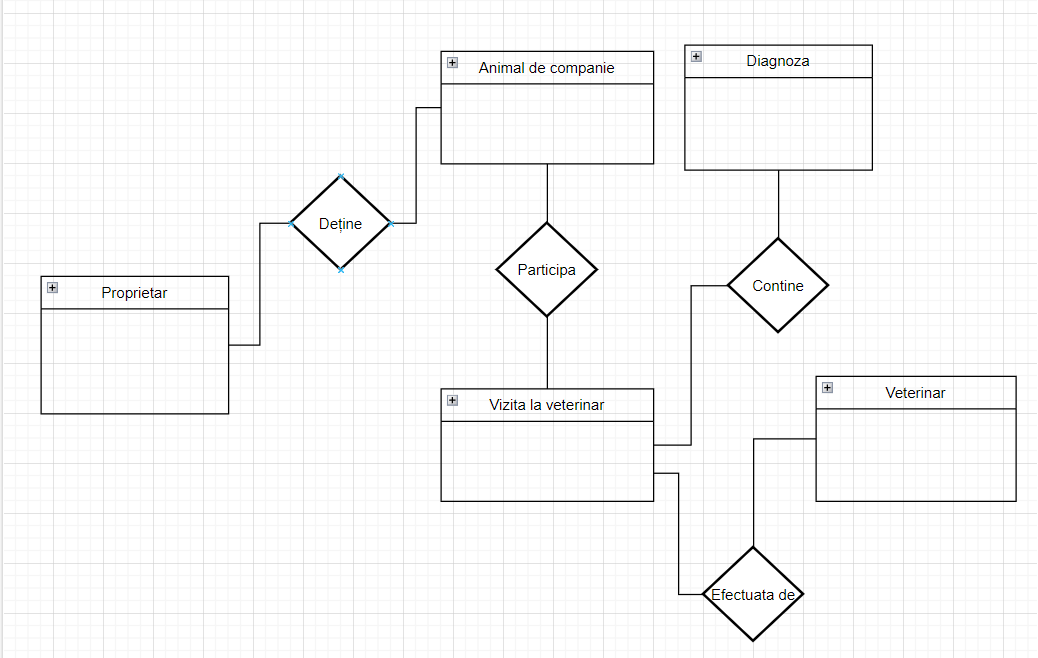 Animal de companie
Diagnoza
Deține
Participa
Contine
Proprietar
Vizita la veterinar
Veterinar
Efectuata de